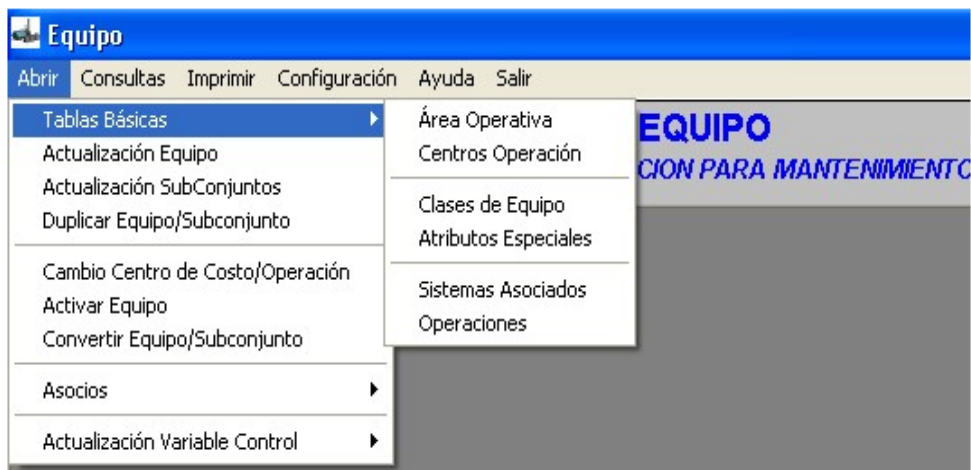 Equipo
Abrir Consultas Imprimir Configuración Ayuda Salir
Tablas Básicas
Actualización Equipo
Actualización SubConjuntos
Duplicar Equipo/Subconjunto
Cambio Centro de Costo/Operación
Activar Equipo
Convertir Equipo/Subconjunto
Asocios
Actualización Variable Control
Área Operativa
Centros Operación
Clases de Equipo
Atributos Especiales
Sistemas Asociados
Operaciones
EQUIPO
CION PARA MANTENIMIENTO